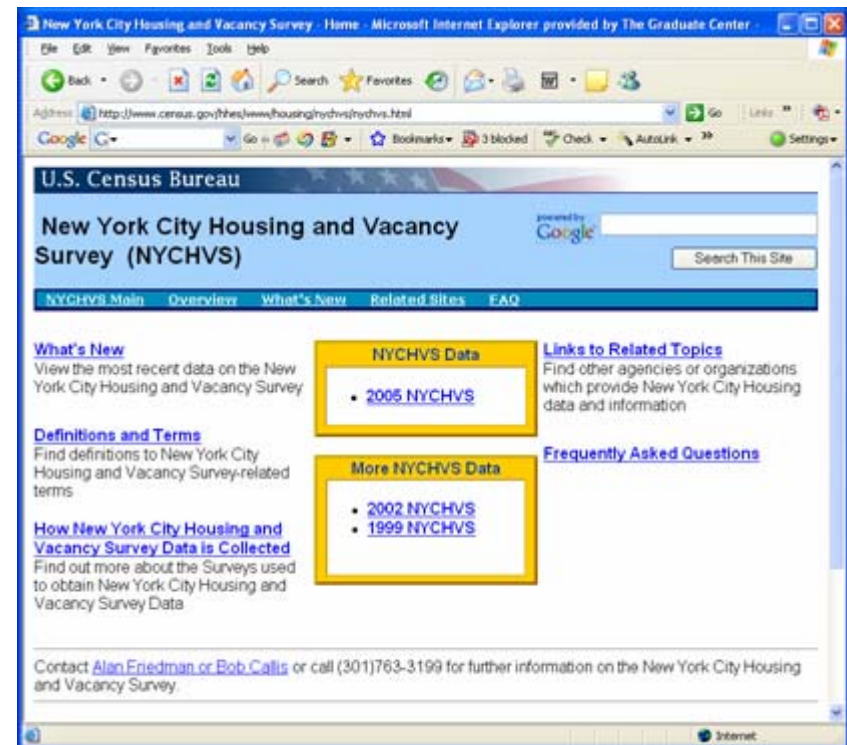 New York City Housing and Vacancy Survey - Home - Microsoft Internet Explorer provided by The Graduate Center -
File Edit View Favorites Tools Help
Back Search Favorites
Address http://www.census.gov/hhes/www/housing/nychvs/nychvs.html Go Links »
Google G Go Bookmarks 3 blocked Check AutoLink » Settings
U.S. Census Bureau
New York City Housing and Vacancy
Survey (NYCHVS)
powered by
Google
Search This Site
NYCHVS Main Overview What's New Related Sites FAQ
What's New
View the most recent data on the New
York City Housing and Vacancy Survey
Definitions and Terms
Find definitions to New York City
Housing and Vacancy Survey-related
terms
How New York City Housing and
Vacancy Survey Data is Collected
Find out more about the Surveys used
to obtain New York City Housing and
Vacancy Survey Data
NYCHVS Data
• 2005 NYCHVS
More NYCHVS Data
• 2002 NYCHVS
• 1999 NYCHVS
Links to Related Topics
Find other agencies or organizations
which provide New York City Housing
data and information
Frequently Asked Questions
Contact Alan Friedman or Bob Callis or call (301)763-3199 for further information on the New York City Housing
and Vacancy Survey.
Internet